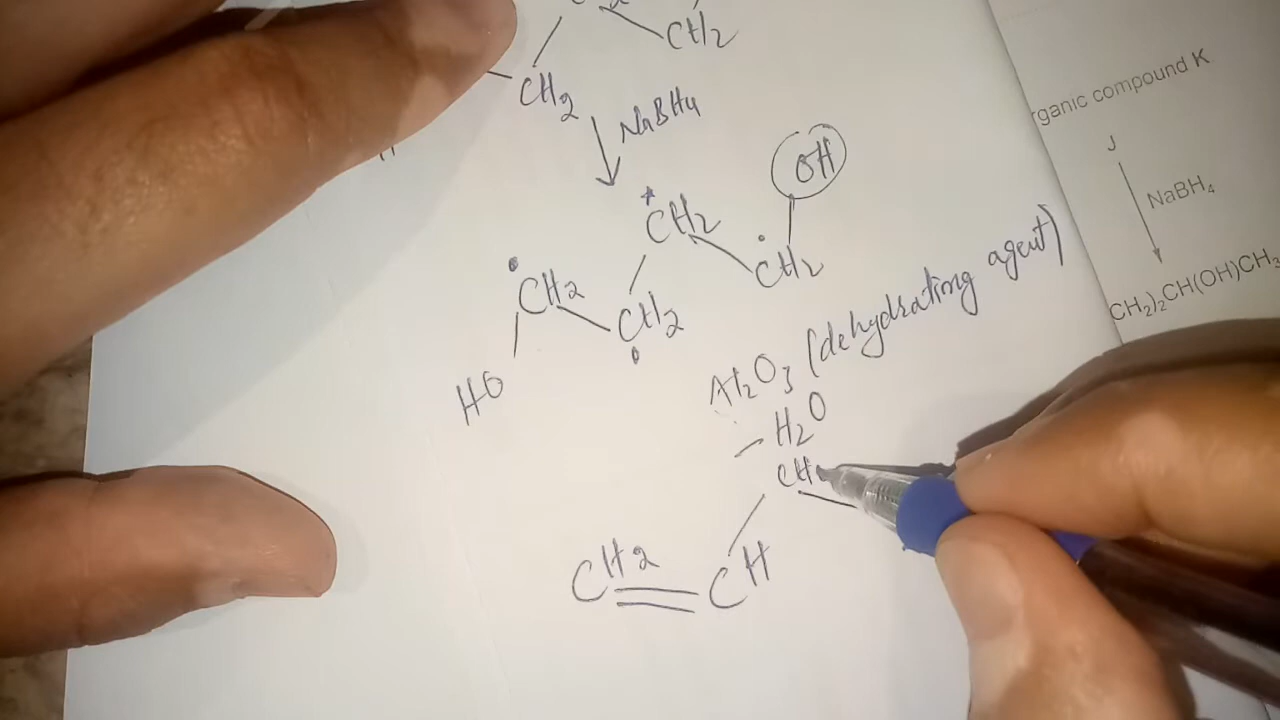 CH2
CH2
NaBH4
OH
CH2
CH2
CH2
CH2
HO
Al2O3 (dehydrating agent)
– H2O
CH
CH2 = CH
rganic compound K
J
NaBH4
CH2)2CH(OH)CH3